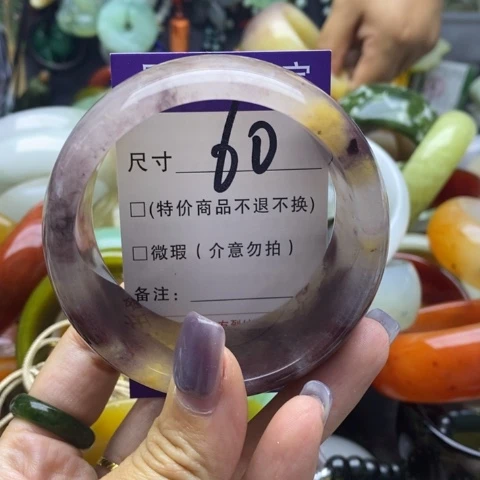 尺寸 60
□(特价商品不退不换)
□微瑕(介意勿拍)
备注: